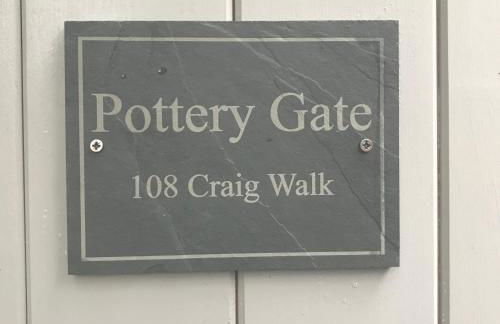 Pottery Gate
108 Craig Walk